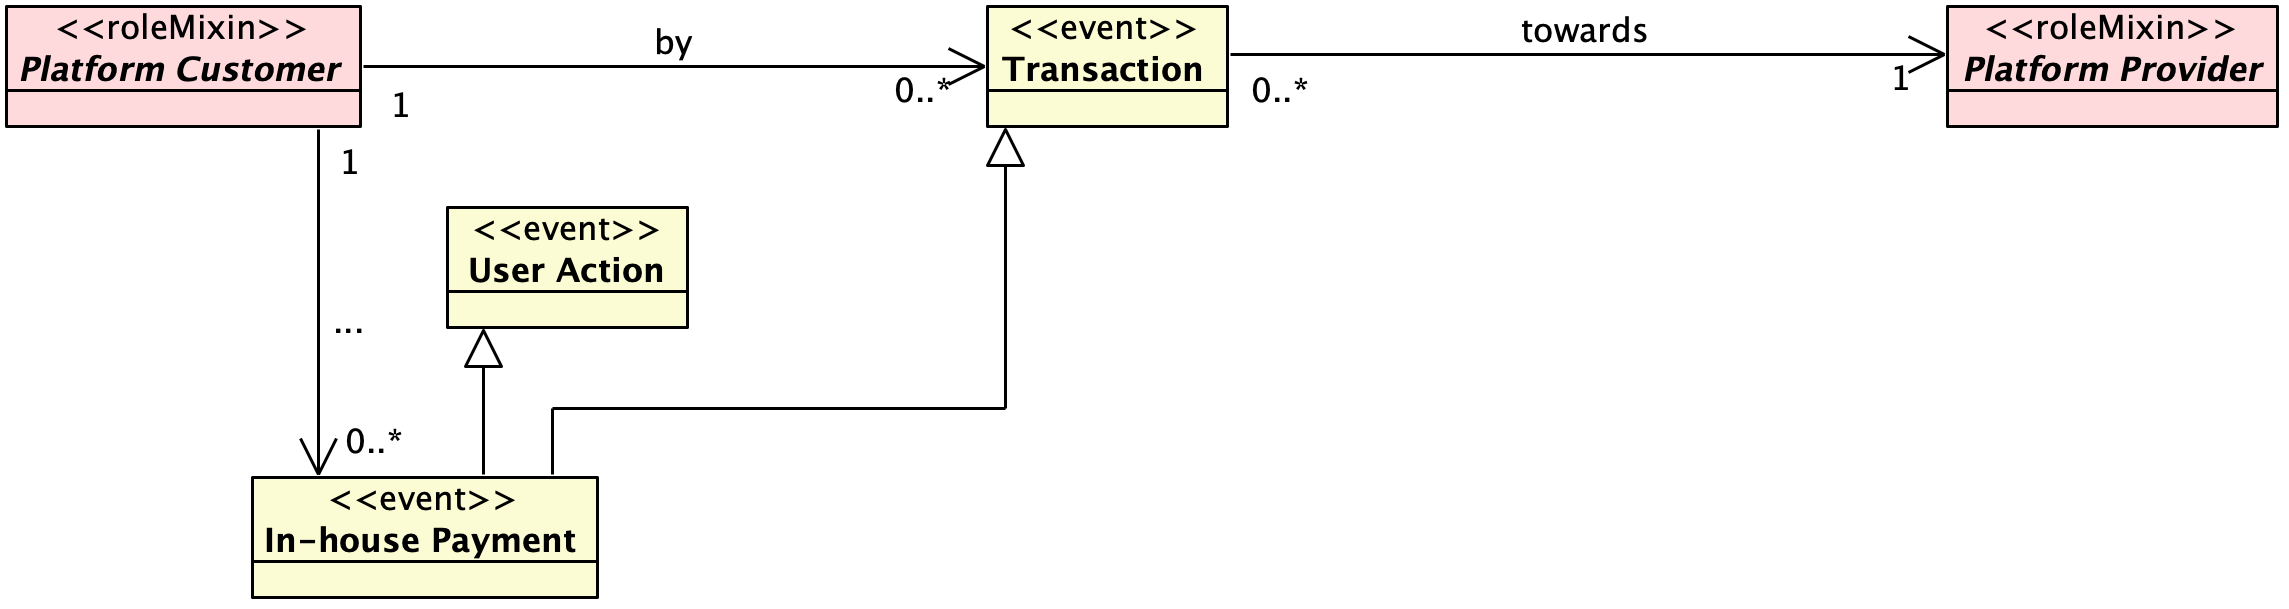 <<roleMixin>>
Platform Customer
by
1
0..*
<<event>>
Transaction
towards
0..*
1
<<roleMixin>>
Platform Provider
1
...
0..*
<<event>>
User Action
<<event>>
In-house Payment